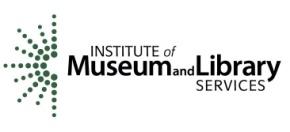 INSTITUTE of
Museum and Library
SERVICES